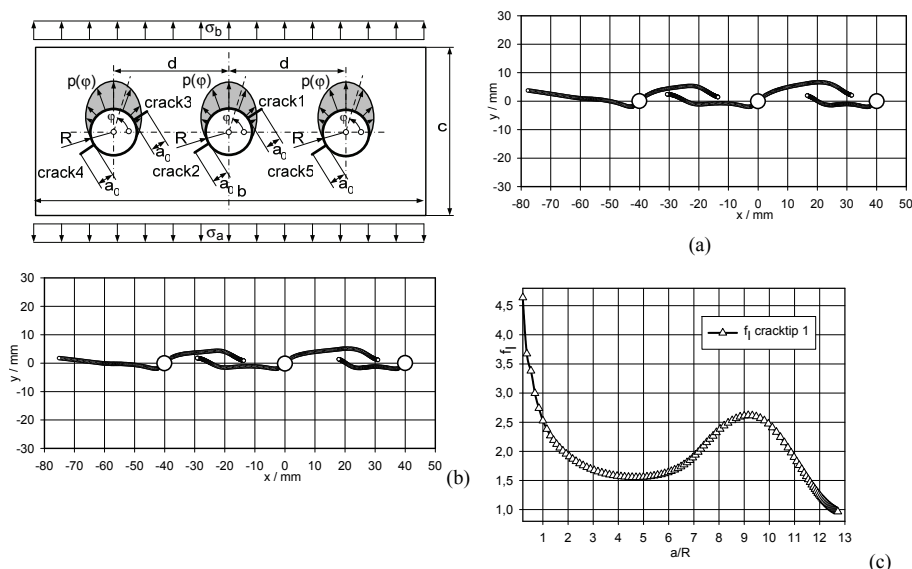 σb
d d
p(φ) p(φ) p(φ)
crack3 crack1
φ φ φ
R R R
c
a0 a0
crack4 crack2 crack5
a0 a0 a0
b
σa
30
20
10
0
-10
-20
-30
y / mm
-80 -70 -60 -50 -40 -30 -20 -10 0 10 20 30 40 50
x / mm
(a)
30
20
10
0
-10
-20
-30
y / mm
-80 -70 -60 -50 -40 -30 -20 -10 0 10 20 30 40 50
x / mm
(b)
4,5
4,0
3,5
3,0
2,5
2,0
1,5
1,0
fI
fI cracktip 1
1 2 3 4 5 6 7 8 9 10 11 12 13
a/R
(c)